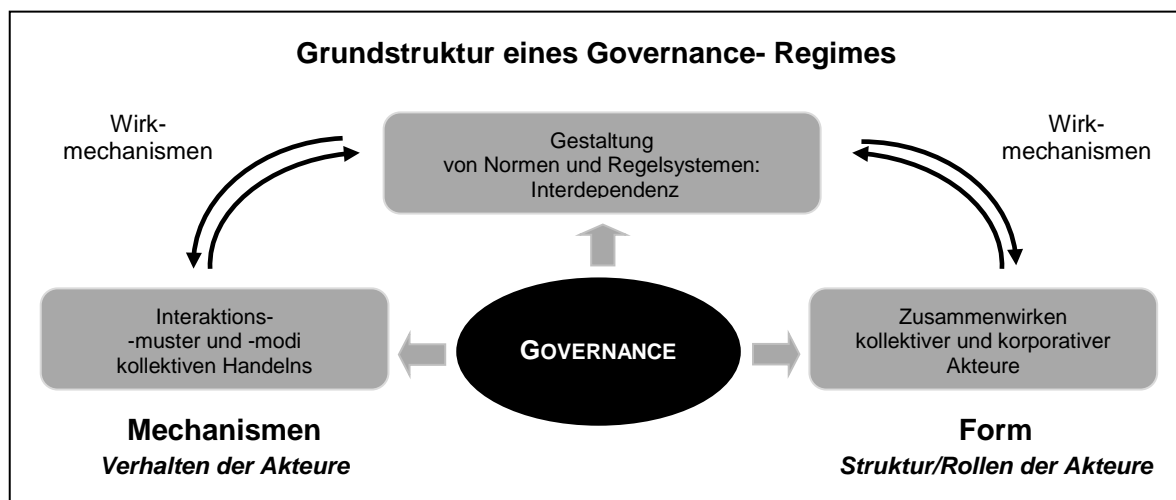 Grundstruktur eines Governance- Regimes
Wirk-
mechanismen
Gestaltung
von Normen und Regelsystemen:
Interdependenz
Wirk-
mechanismen
Interaktions-
-muster und -modi
kollektiven Handelns
GOVERNANCE
Zusammenwirken
kollektiver und korporativer
Akteure
Mechanismen
Verhalten der Akteure
Form
Struktur/Rollen der Akteure